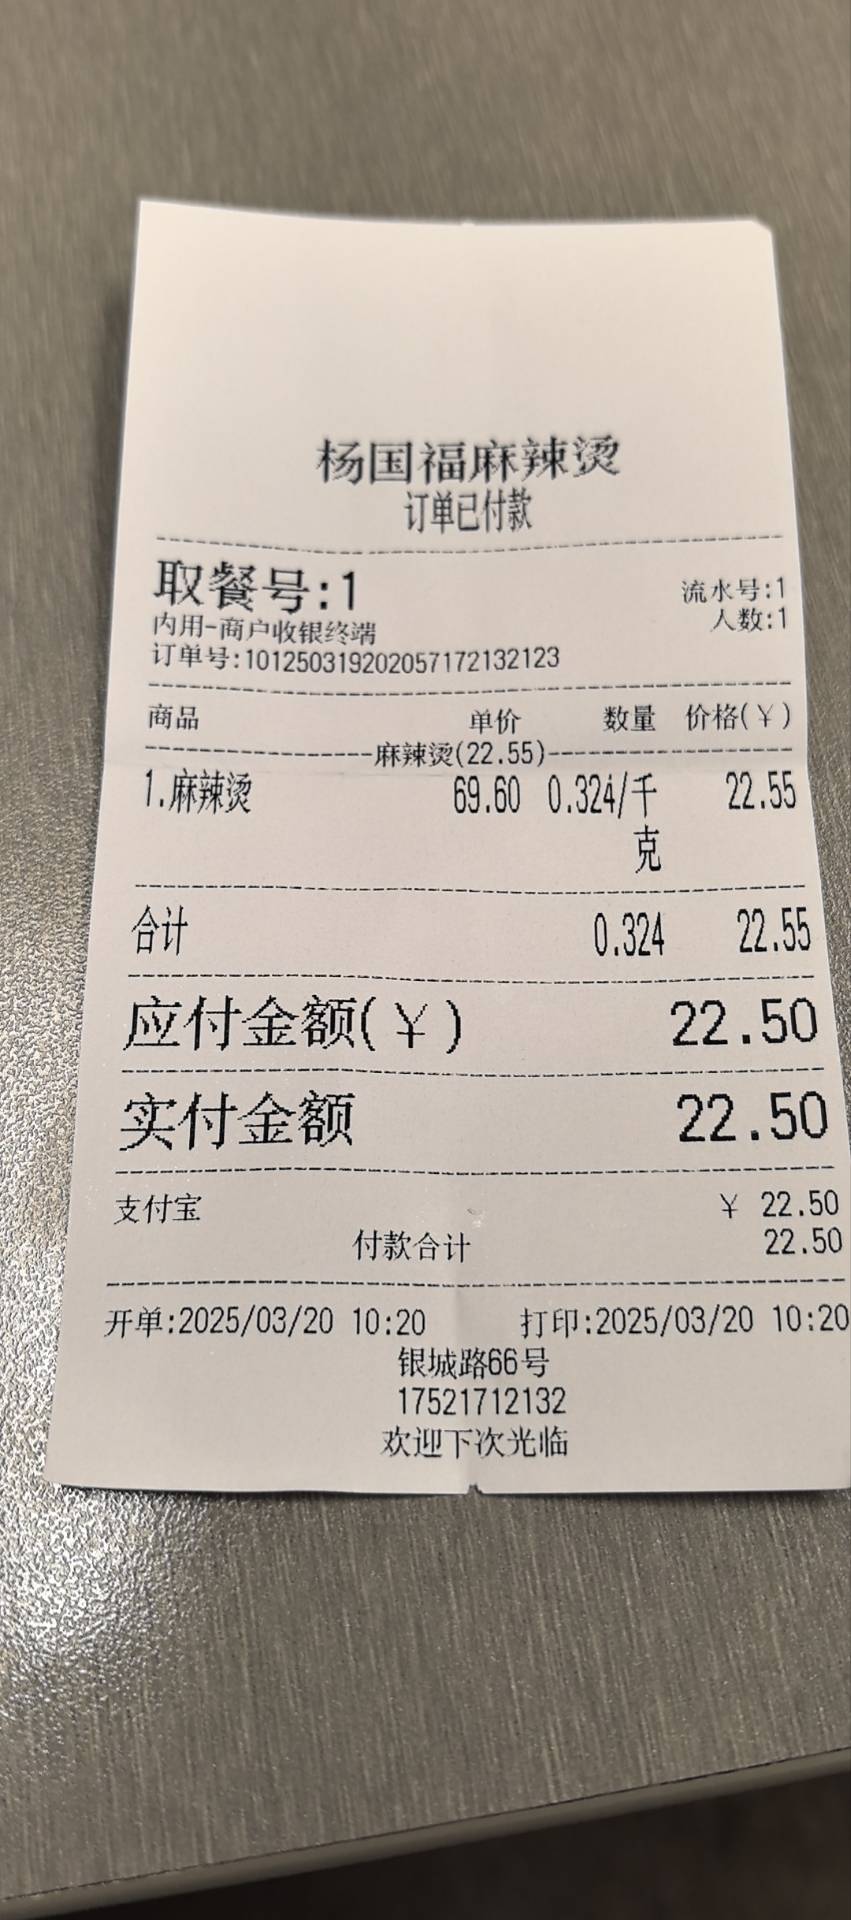 杨国福麻辣烫
订单已付款
取餐号:1 流水号:1
内用-商户收银终端 人数:1
订单号:101250319202057172132123
商品 单价 数量 价格(¥)
麻辣烫(22.55)
1.麻辣烫 69.60 0.324/千 22.55
克
合计 0.324 22.55
应付金额(¥) 22.50
实付金额 22.50
支付宝 ¥ 22.50
付款合计 22.50
开单:2025/03/20 10:20 打印:2025/03/20 10:20
银城路66号
17521712132
欢迎下次光临